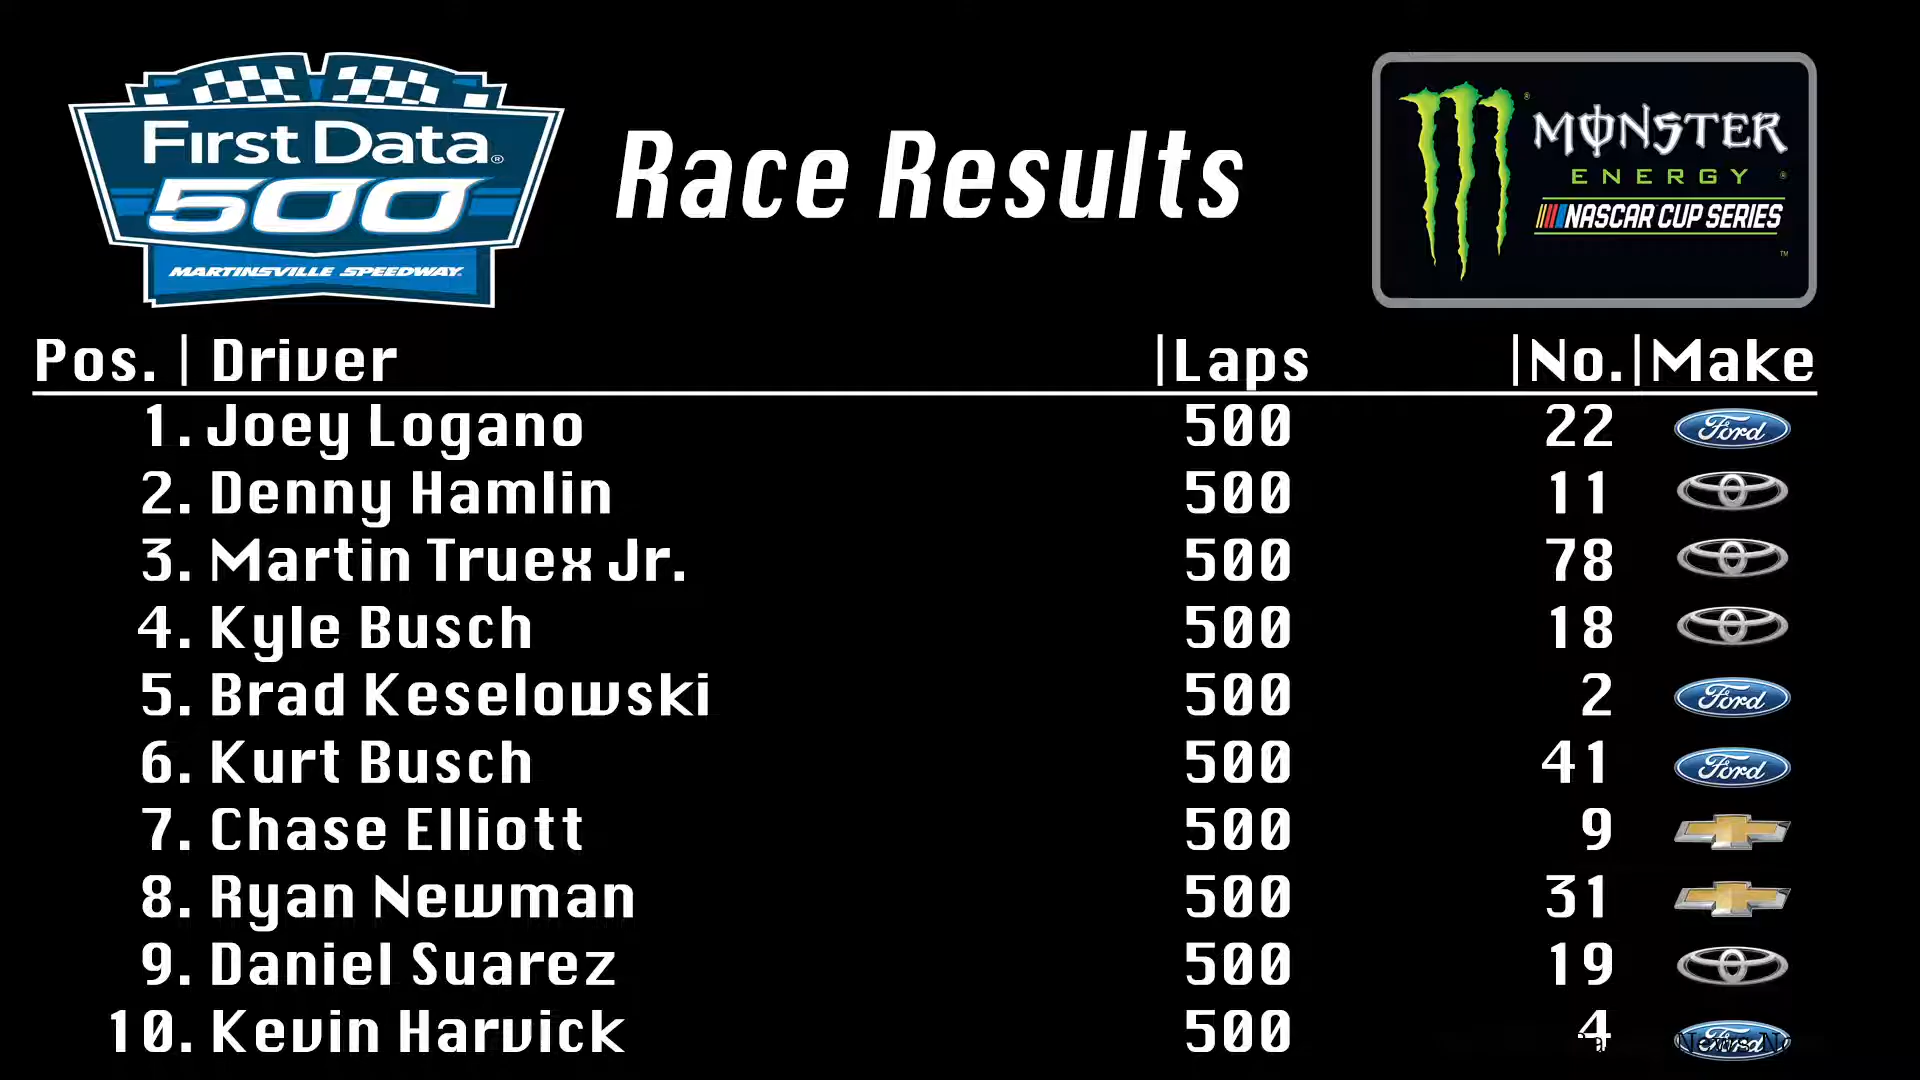 First Data®
500
MARTINSVILLE SPEEDWAY
Race Results
MONSTER®
ENERGY®
NASCAR CUP SERIES
™
Pos. | Driver |Laps |No.|Make
1. Joey Logano 500 22 Ford
2. Denny Hamlin 500 11
3. Martin Truex Jr. 500 78
4. Kyle Busch 500 18
5. Brad Keselowski 500 2 Ford
6. Kurt Busch 500 41 Ford
7. Chase Elliott 500 9
8. Ryan Newman 500 31
9. Daniel Suarez 500 19
10. Kevin Harvick 500 4 Ford
News